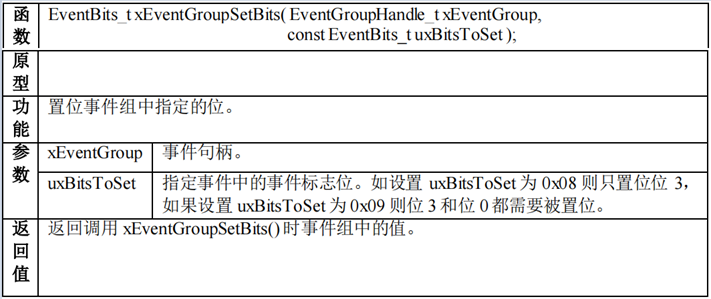 函数原型
EventBits_t xEventGroupSetBits( EventGroupHandle_t xEventGroup,
const EventBits_t uxBitsToSet );
功能
置位事件组中指定的位。
参数
xEventGroup 事件句柄。
uxBitsToSet 指定事件中的事件标志位。如设置 uxBitsToSet 为 0x08 则只置位位 3,
如果设置 uxBitsToSet 为 0x09 则位 3 和位 0 都需要被置位。
返回值
返回调用 xEventGroupSetBits() 时事件组中的值。